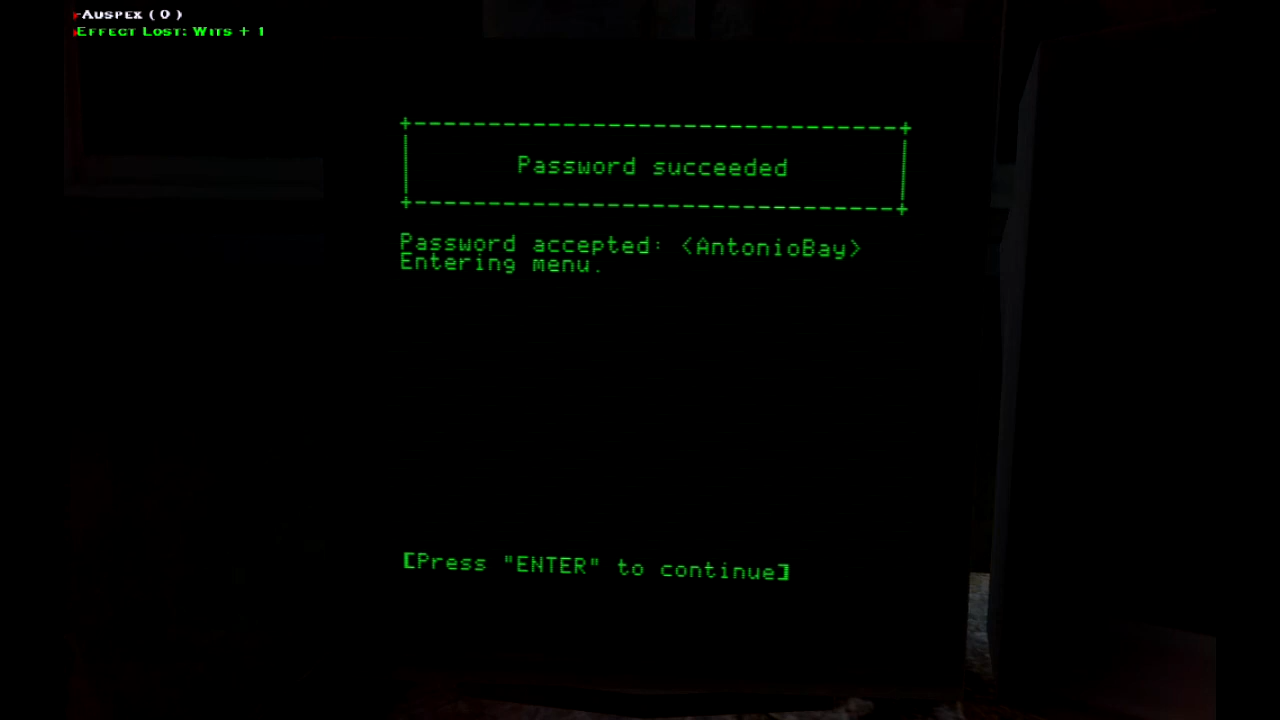 Auspex ( 0 )
Effect Lost: Wits + 1
Password succeeded
Password accepted: <AntonioBay>
Entering menu.
[Press "ENTER" to continue]